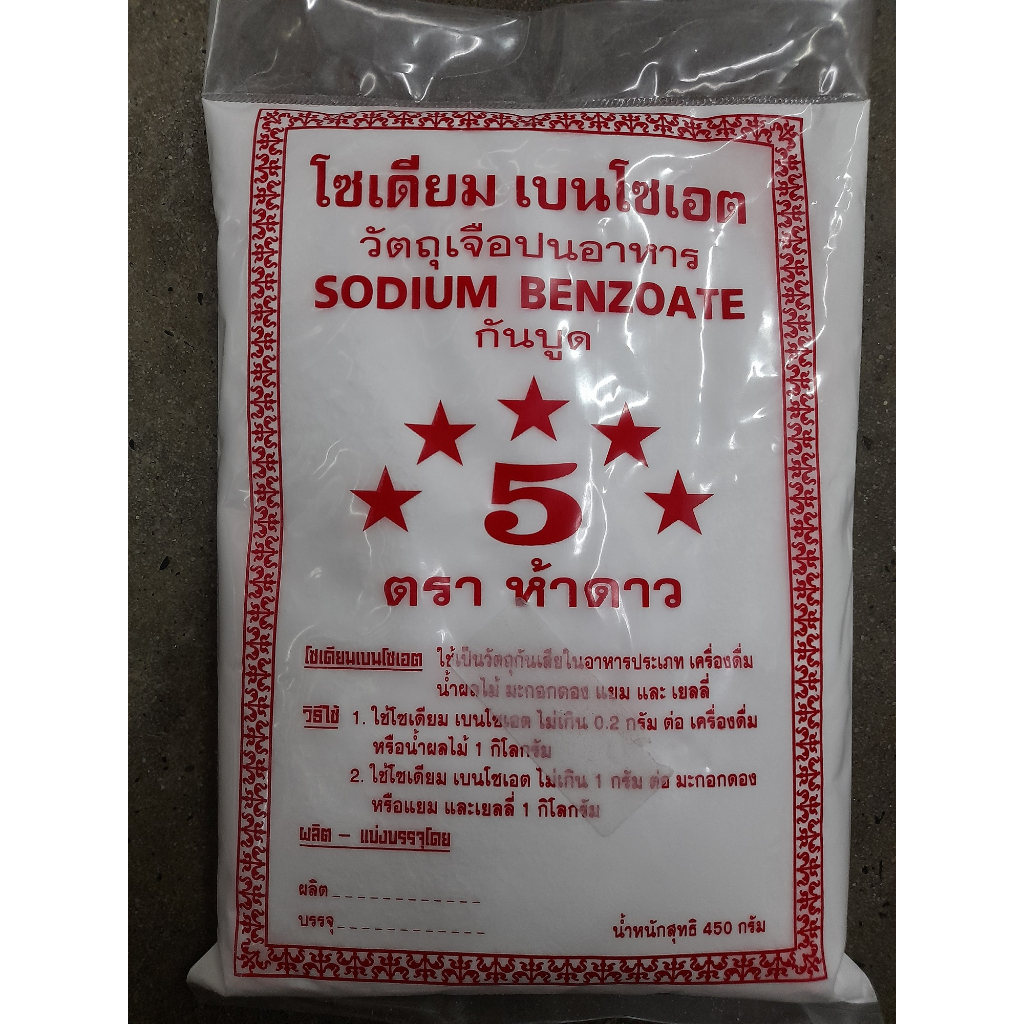 โซเดียม เบนโซเอต
วัตถุเจือปนอาหาร
SODIUM BENZOATE
กันบูด
5
ตรา ห้าดาว
โซเดียมเบนโซเอต ใช้เป็นวัตถุกันเสียในอาหารประเภท เครื่องดื่ม
น้ำผลไม้ มะกอกดอง แยม และ เยลลี่
วิธีใช้ 1. ใช้โซเดียม เบนโซเอต ไม่เกิน 0.2 กรัม ต่อ เครื่องดื่ม
หรือน้ำผลไม้ 1 กิโลกรัม
2. ใช้โซเดียม เบนโซเอต ไม่เกิน 1 กรัม ต่อ มะกอกดอง
หรือแยม และเยลลี่ 1 กิโลกรัม
ผลิต – แบ่งบรรจุโดย
ผลิต
บรรจุ
น้ำหนักสุทธิ 450 กรัม